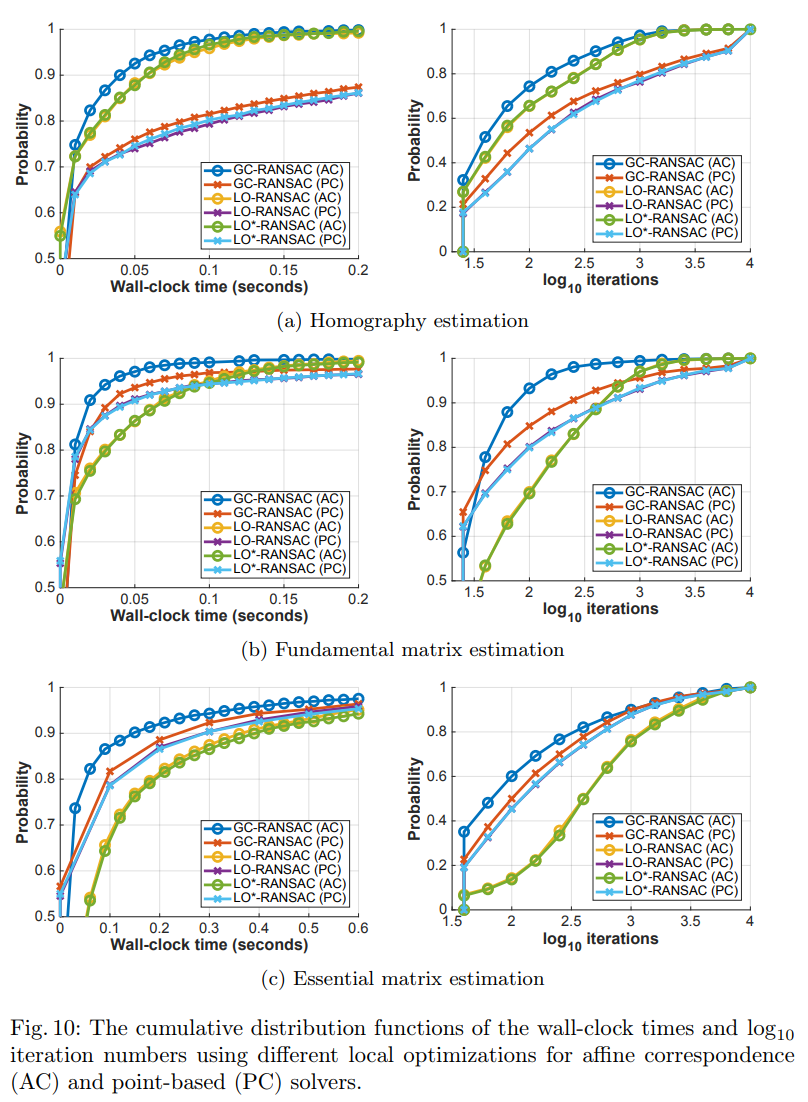 1
0.9
0.8
0.7
0.6
0.5
Probability
0 0.05 0.1 0.15 0.2
Wall-clock time (seconds)
GC-RANSAC (AC)
GC-RANSAC (PC)
LO-RANSAC (AC)
LO-RANSAC (PC)
LO*-RANSAC (AC)
LO*-RANSAC (PC)
1
0.8
0.6
0.4
0.2
0
Probability
1.5 2 2.5 3 3.5 4
log10 iterations
GC-RANSAC (AC)
GC-RANSAC (PC)
LO-RANSAC (AC)
LO-RANSAC (PC)
LO*-RANSAC (AC)
LO*-RANSAC (PC)
(a) Homography estimation
1
0.9
0.8
0.7
0.6
0.5
Probability
0 0.05 0.1 0.15 0.2
Wall-clock time (seconds)
GC-RANSAC (AC)
GC-RANSAC (PC)
LO-RANSAC (AC)
LO-RANSAC (PC)
LO*-RANSAC (AC)
LO*-RANSAC (PC)
1
0.9
0.8
0.7
0.6
0.5
Probability
1.5 2 2.5 3 3.5 4
log10 iterations
GC-RANSAC (AC)
GC-RANSAC (PC)
LO-RANSAC (AC)
LO-RANSAC (PC)
LO*-RANSAC (AC)
LO*-RANSAC (PC)
(b) Fundamental matrix estimation
1
0.9
0.8
0.7
0.6
0.5
Probability
0 0.1 0.2 0.3 0.4 0.5 0.6
Wall-clock time (seconds)
GC-RANSAC (AC)
GC-RANSAC (PC)
LO-RANSAC (AC)
LO-RANSAC (PC)
LO*-RANSAC (AC)
LO*-RANSAC (PC)
1
0.8
0.6
0.4
0.2
0
Probability
1.5 2 2.5 3 3.5 4
log10 iterations
GC-RANSAC (AC)
GC-RANSAC (PC)
LO-RANSAC (AC)
LO-RANSAC (PC)
LO*-RANSAC (AC)
LO*-RANSAC (PC)
(c) Essential matrix estimation
Fig. 10: The cumulative distribution functions of the wall-clock times and log10
iteration numbers using different local optimizations for affine correspondence
(AC) and point-based (PC) solvers.